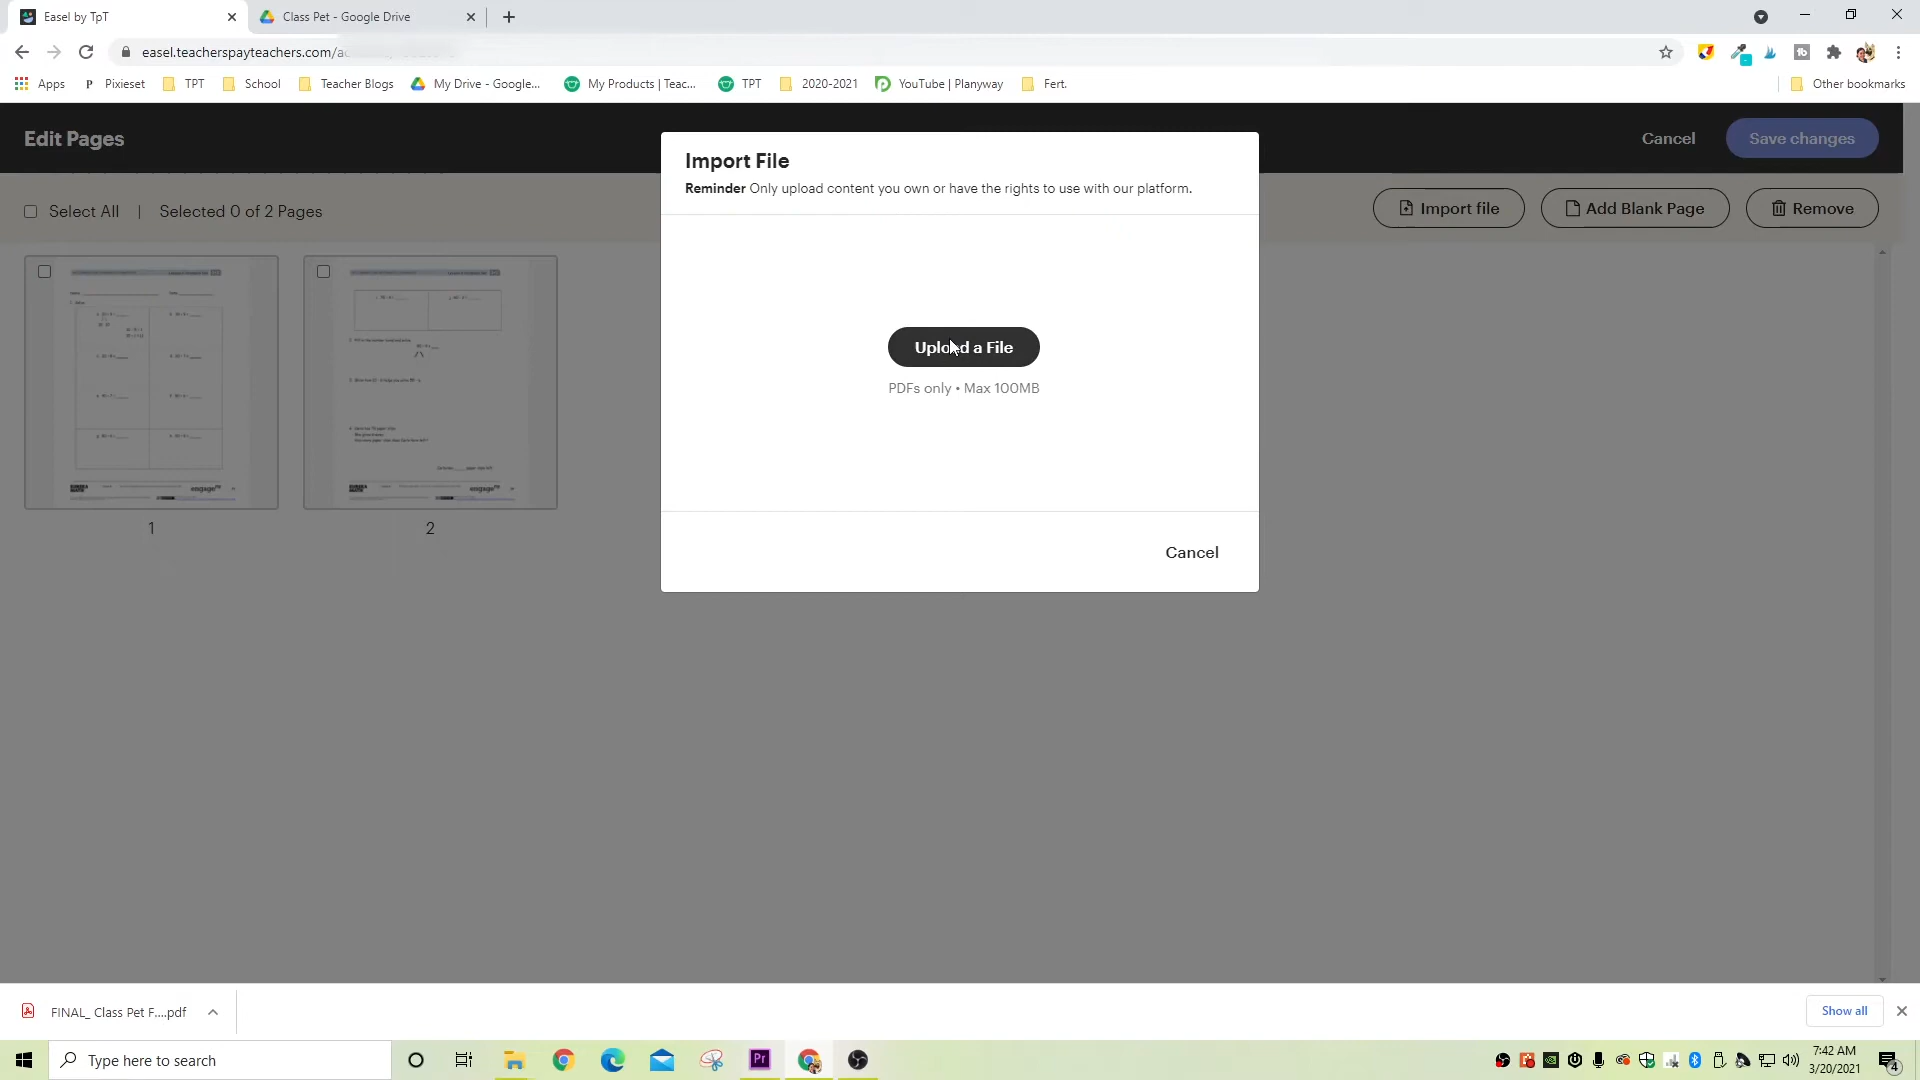 Easel by TpT
Class Pet - Google Drive
easel.teacherspayteachers.com/a
Apps
Pixieset
TPT
School
Teacher Blogs
My Drive - Google...
My Products | Teac...
TPT
2020-2021
YouTube | Planyway
Fert.
Other bookmarks
Edit Pages
Cancel
Save changes
Select All | Selected 0 of 2 Pages
Import file
Add Blank Page
Remove
Import File
Reminder Only upload content you own or have the rights to use with our platform.
Upload a File
PDFs only • Max 100MB
Cancel
1
2
FINAL_ Class Pet F....pdf
Show all
Type here to search
Pr
7:42 AM
3/20/2021
4